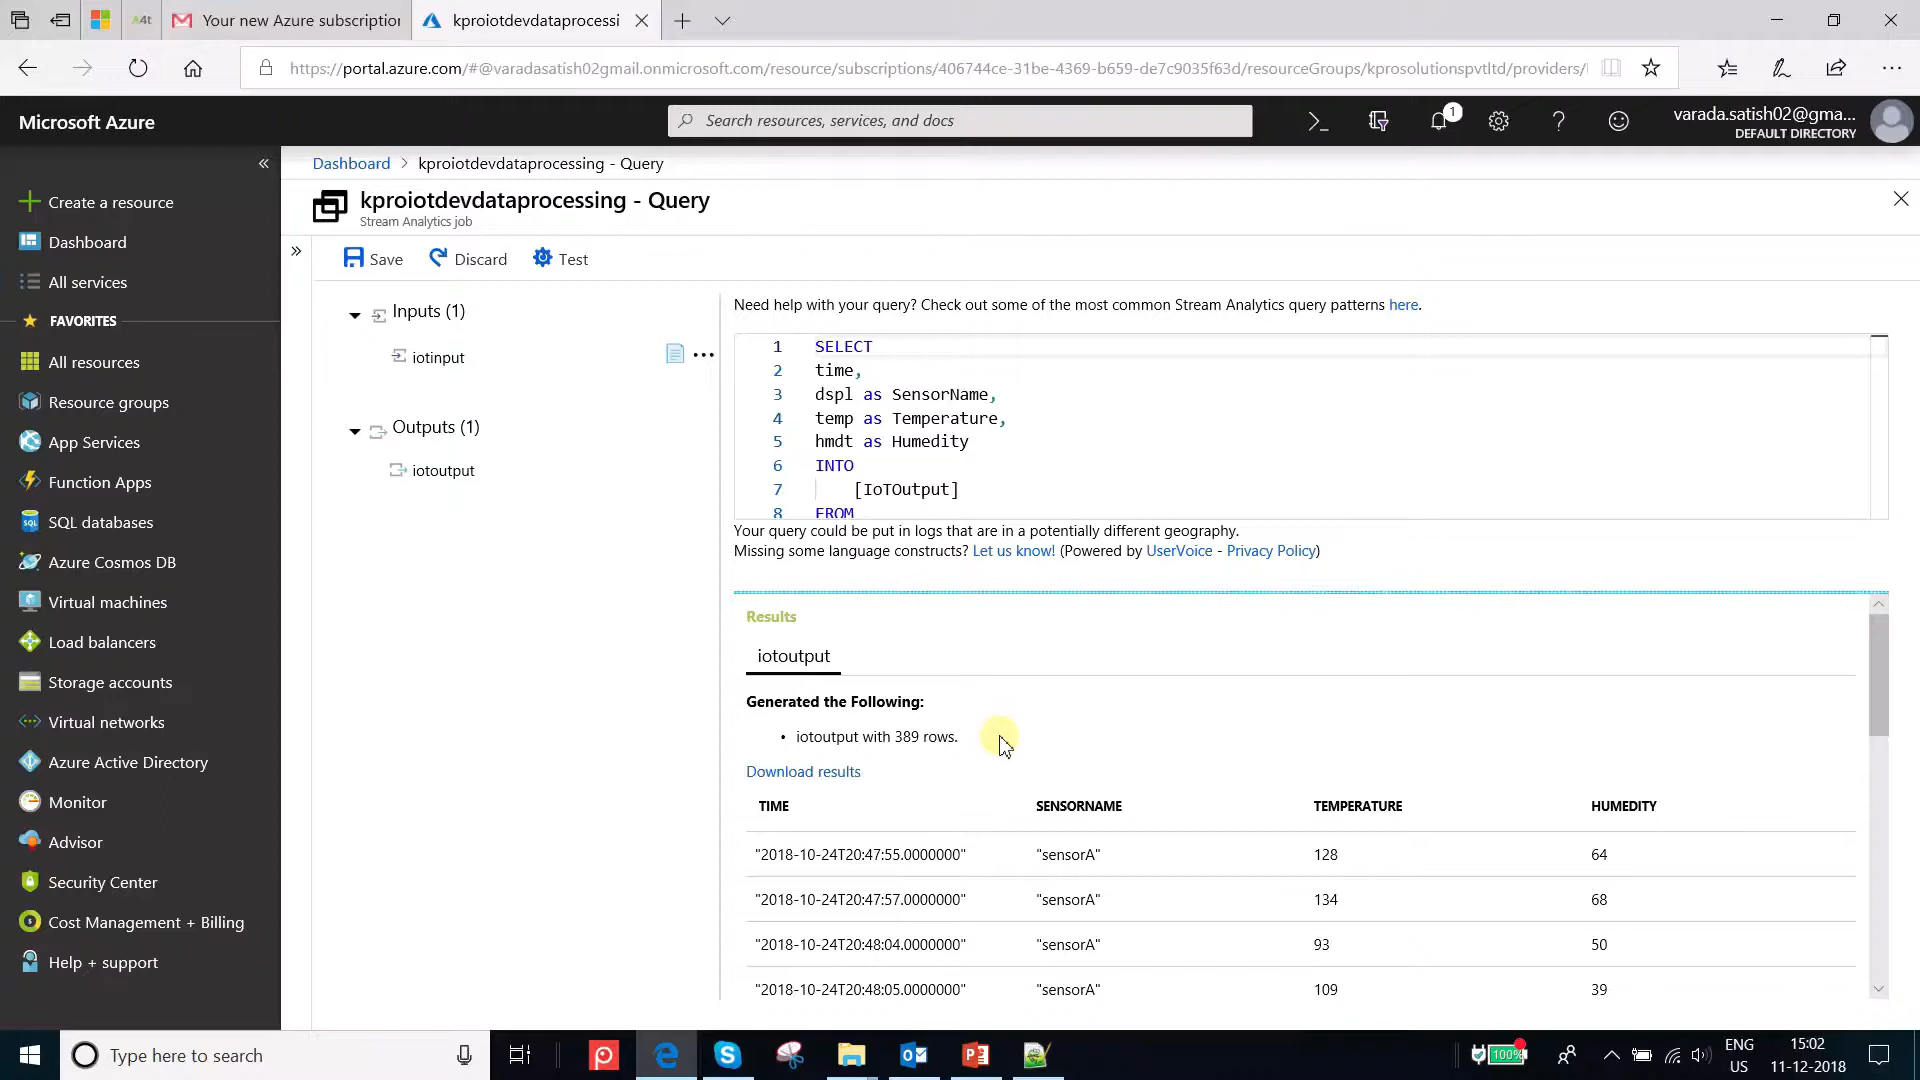 A4t
Your new Azure subscription
kproiotdevdataprocessi
https://portal.azure.com/#@varadasatish02gmail.onmicrosoft.com/resource/subscriptions/406744ce-31be-4369-b659-de7c9035f63d/resourceGroups/kprosolutionspvtltd/providers/
Microsoft Azure
Search resources, services, and docs
1
varada.satish02@gma...
DEFAULT DIRECTORY
Create a resource
Dashboard
All services
FAVORITES
All resources
Resource groups
App Services
Function Apps
SQL databases
Azure Cosmos DB
Virtual machines
Load balancers
Storage accounts
Virtual networks
Azure Active Directory
Monitor
Advisor
Security Center
Cost Management + Billing
Help + support
Dashboard > kproiotdevdataprocessing - Query
kproiotdevdataprocessing - Query
Stream Analytics job
Save
Discard
Test
Inputs (1)
iotinput
Outputs (1)
iotoutput
Need help with your query? Check out some of the most common Stream Analytics query patterns here.
1 SELECT
2 time,
3 dspl as SensorName,
4 temp as Temperature,
5 hmdt as Humedity
6 INTO
7 [IoTOutput]
8 FROM
Your query could be put in logs that are in a potentially different geography.
Missing some language constructs? Let us know! (Powered by UserVoice - Privacy Policy)
Results
iotoutput
Generated the Following:
• iotoutput with 389 rows.
Download results
TIME SENSORNAME TEMPERATURE HUMEDITY
"2018-10-24T20:47:55.0000000" "sensorA" 128 64
"2018-10-24T20:47:57.0000000" "sensorA" 134 68
"2018-10-24T20:48:04.0000000" "sensorA" 93 50
"2018-10-24T20:48:05.0000000" "sensorA" 109 39
Type here to search
100%
ENG
US
15:02
11-12-2018